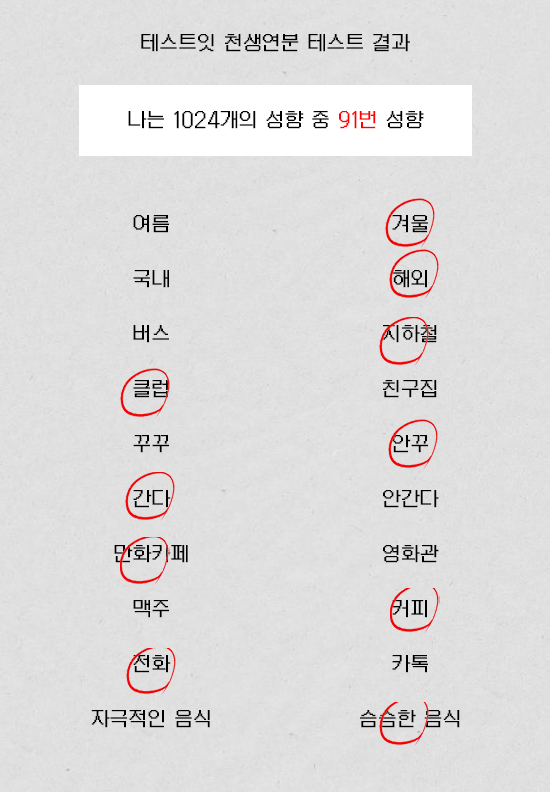 테스트잇 천생연분 테스트 결과
나는 1024개의 성향 중 91번 성향
여름 겨울
국내 해외
버스 지하철
클럽 친구집
꾸꾸 안꾸
간다 안간다
만화카페 영화관
맥주 커피
전화 카톡
자극적인 음식 슴슴한 음식